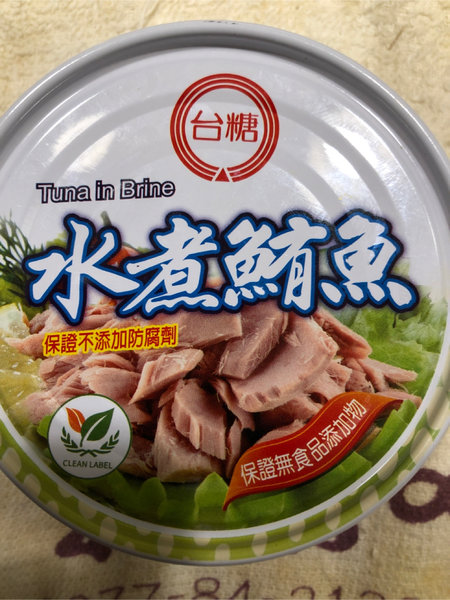 台糖
Tuna in Brine
水煮鮪魚
保證不添加防腐劑
CLEAN LABEL
保證無食品添加物